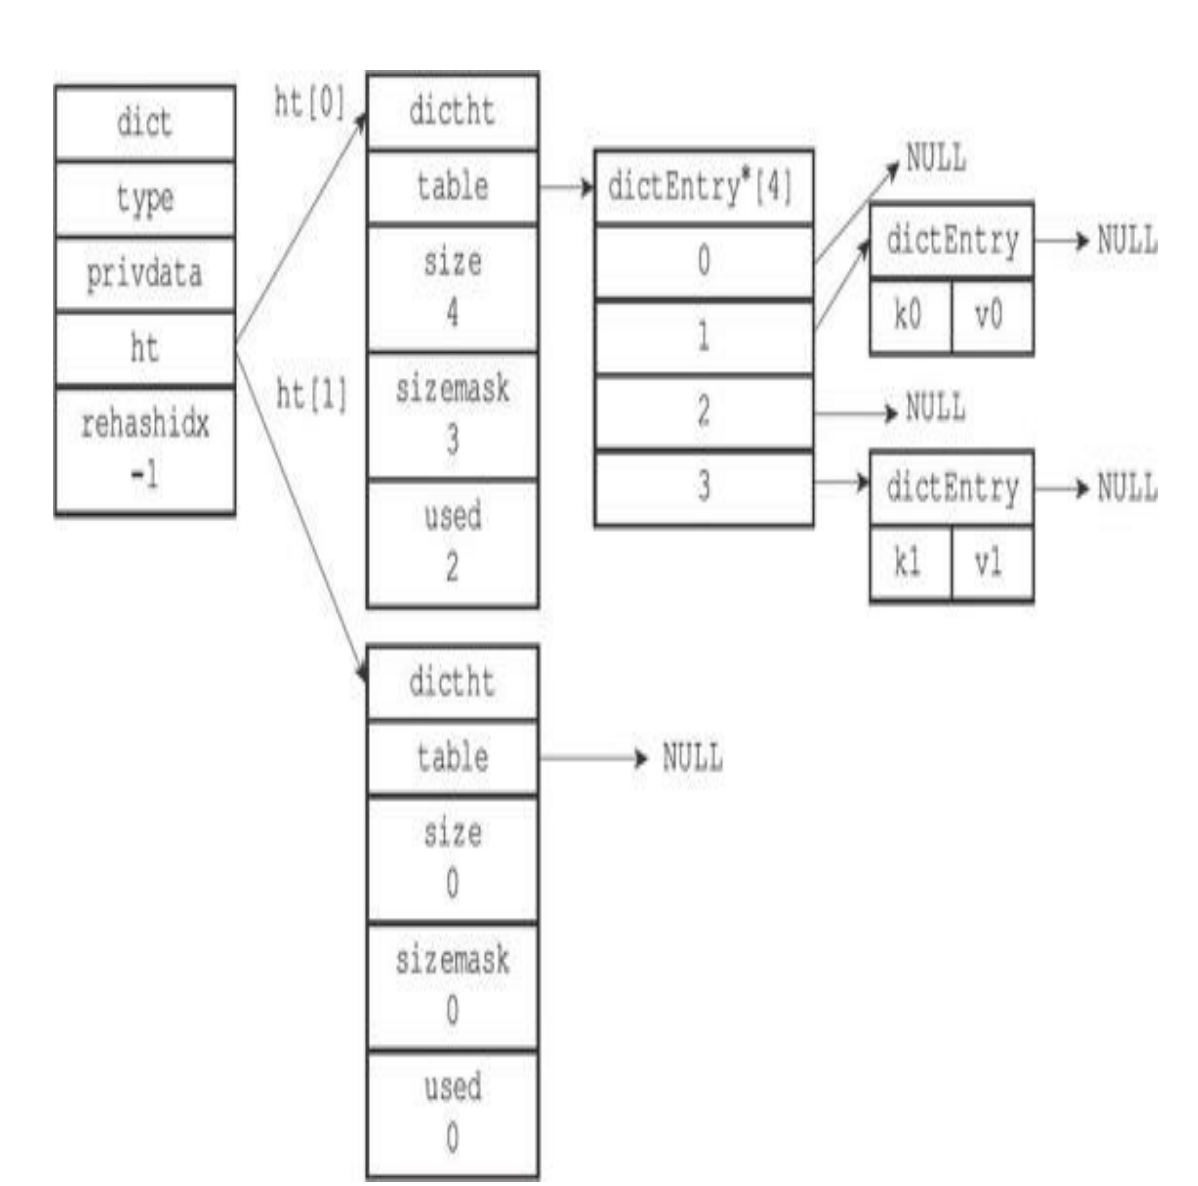 dict
type
privdata
ht
rehashidx
-1
ht[0]
ht[1]
dictht
table
size
4
sizemask
3
used
2
dictht
table
size
0
sizemask
0
used
0
NULL
dictEntry*[4]
0
1
2
3
NULL
dictEntry
k0 v0
NULL
NULL
dictEntry
k1 v1
NULL